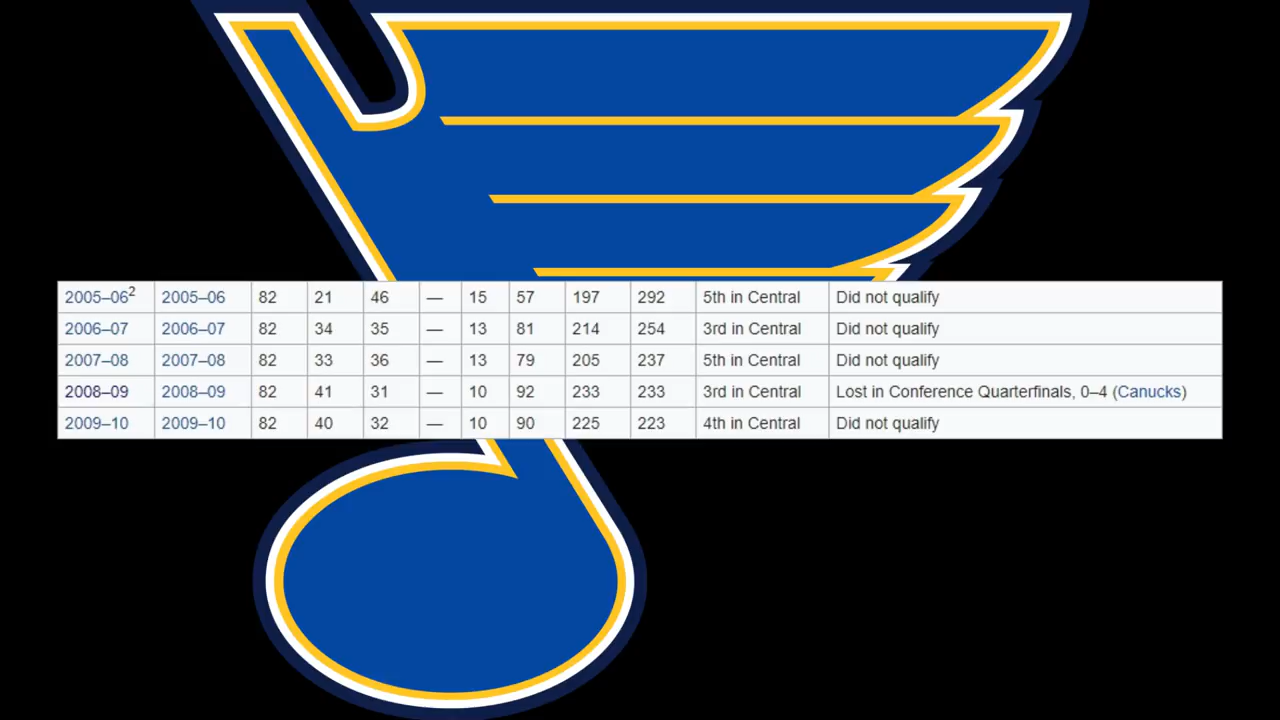 2005–06² 2005–06 82 21 46 — 15 57 197 292 5th in Central Did not qualify
2006–07 2006–07 82 34 35 — 13 81 214 254 3rd in Central Did not qualify
2007–08 2007–08 82 33 36 — 13 79 205 237 5th in Central Did not qualify
2008–09 2008–09 82 41 31 — 10 92 233 233 3rd in Central Lost in Conference Quarterfinals, 0–4 (Canucks)
2009–10 2009–10 82 40 32 — 10 90 225 223 4th in Central Did not qualify